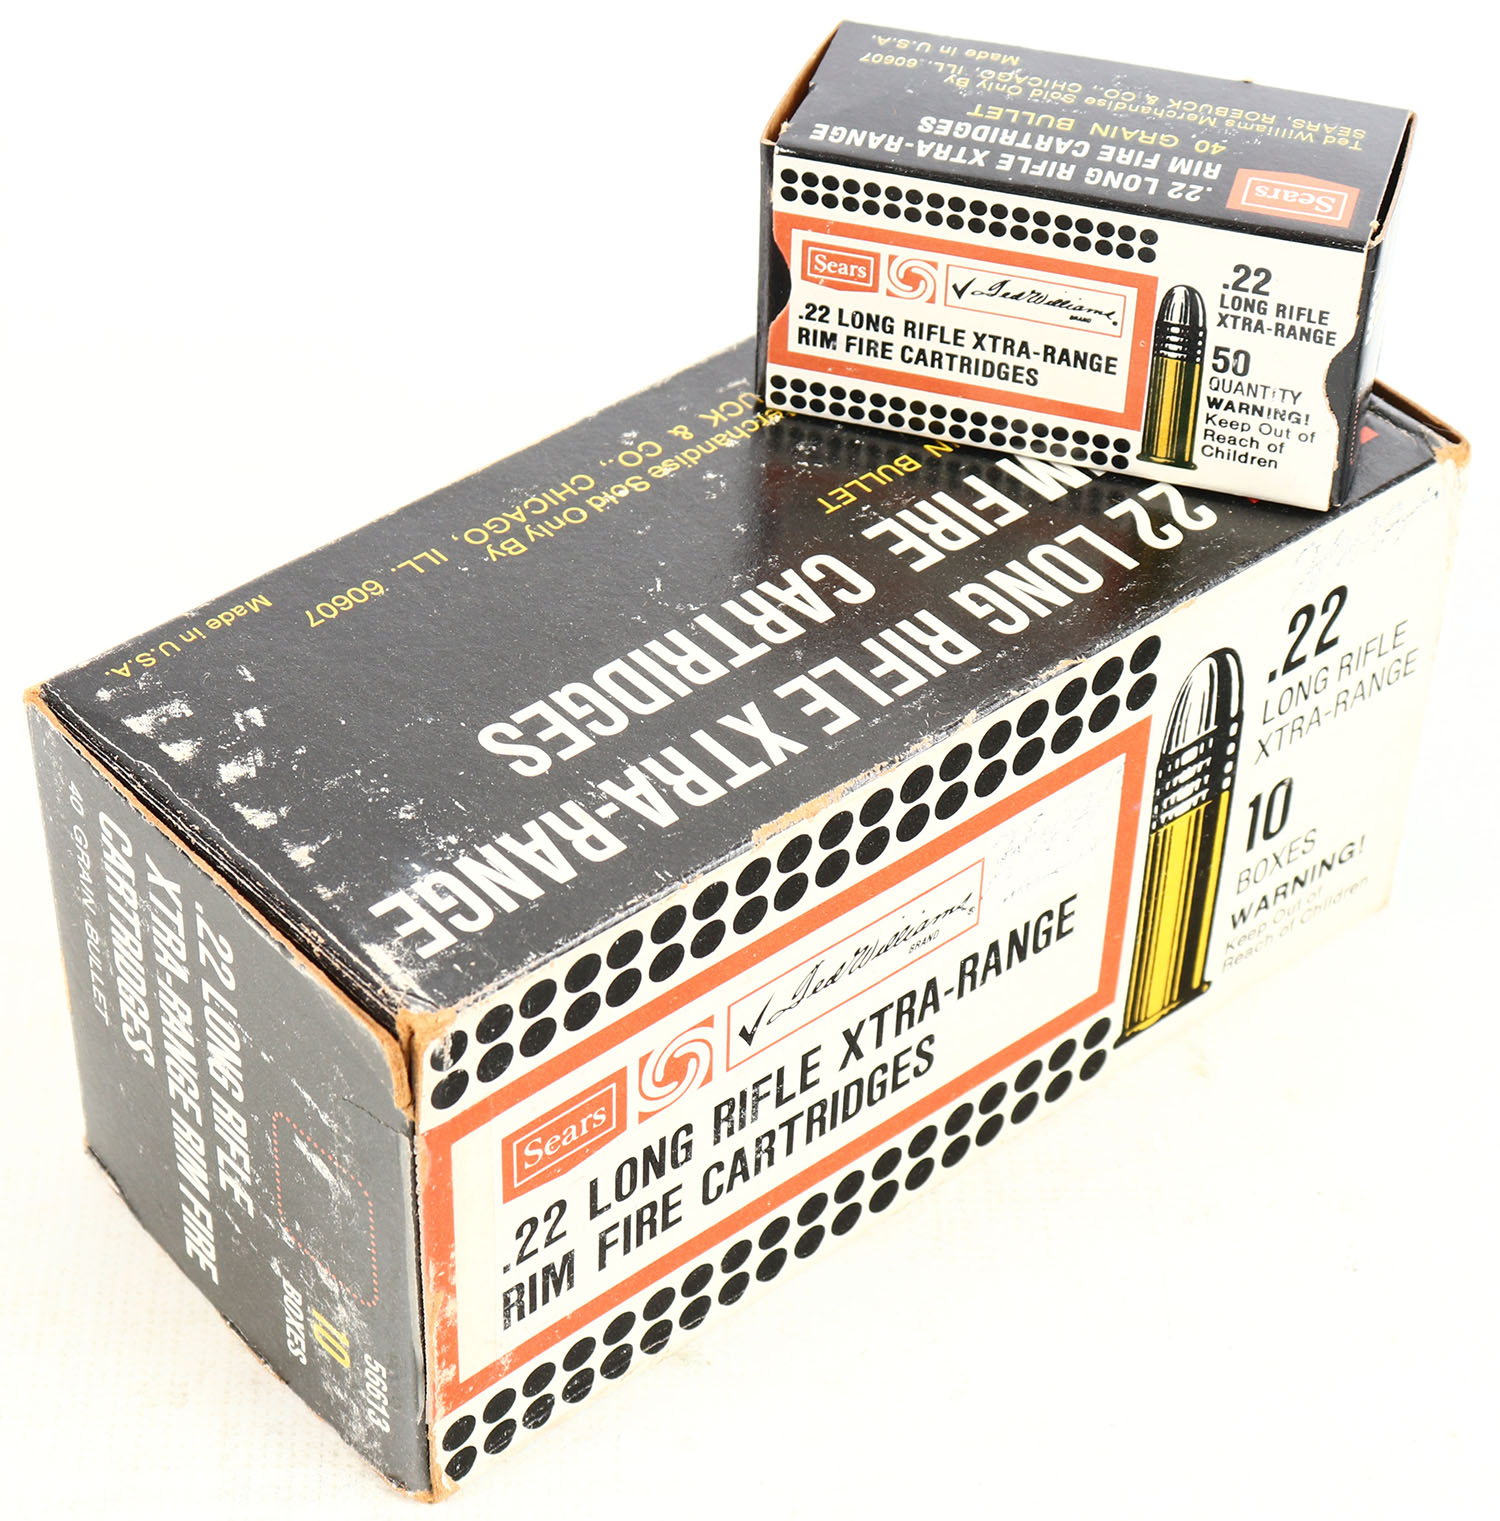 Made in U.S.A.
SEARS, ROEBUCK & CO., CHICAGO, ILL. 60607
Ted Williams Merchandise Sold Only By
40 GRAIN BULLET
RIM FIRE CARTRIDGES
.22 LONG RIFLE XTRA-RANGE
Sears
Sears
Ted Williams
BRAND
.22 LONG RIFLE XTRA-RANGE
RIM FIRE CARTRIDGES
.22
LONG RIFLE
XTRA-RANGE
50
QUANTITY
WARNING!
Keep Out of
Reach of
Children
.22 LONG RIFLE XTRA-RANGE
FIRE CARTRIDGES
BULLET
Sold Only By
& CO., CHICAGO, ILL. 60607
Made in U.S.A.
Sears
Ted Williams
BRAND
.22 LONG RIFLE XTRA-RANGE
RIM FIRE CARTRIDGES
.22
LONG RIFLE
XTRA-RANGE
10
BOXES
WARNING!
Keep Out of
Reach of Children
.22 LONG RIFLE
XTRA-RANGE RIM FIRE
CARTRIDGES
40 GRAIN BULLET
10
BOXES
56613